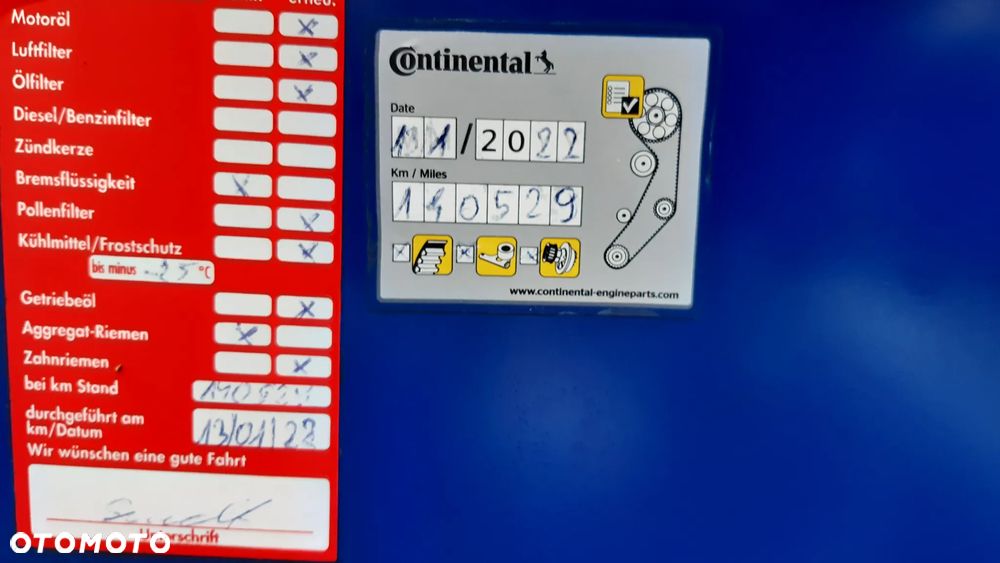 erneu.
Motoröl X
Luftfilter X
Ölfilter X
Diesel/Benzinfilter
Zündkerze
Bremsflüssigkeit X
Pollenfilter X
Kühlmittel/Frostschutz X
bis minus -25 °C
Getriebeöl X
Aggregat-Riemen X
Zahnriemen X
bei km Stand
durchgeführt am
km/Datum 13/01/22
Wir wünschen eine gute Fahrt
Unterschrift
Continental
Date
/2022
Km / Miles
140529
X X X
www.continental-engineparts.com
OTOMOTO